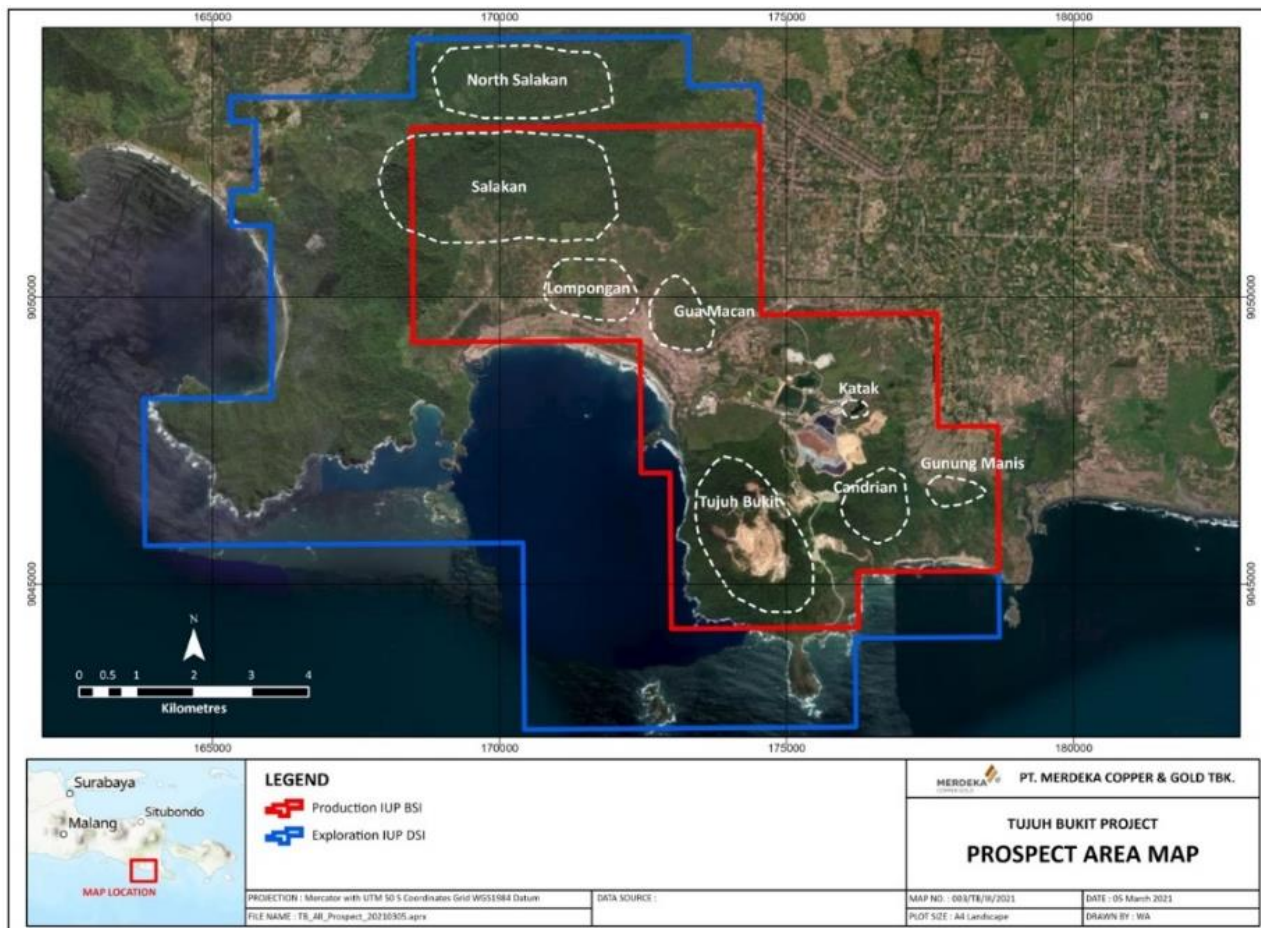 165000
170000
175000
180000
North Salakan
Salakan
Lompongan
Gua Macan
Katak
Gunung Manis
Candrian
Tujuh Bukit
9050000
9050000
9045000
9045000
N
0 0.5 1 2 3 4
Kilometres
165000
170000
175000
180000
Surabaya
Situbondo
Malang
MAP LOCATION
LEGEND
Production IUP BSI
Exploration IUP DSI
MERDEKA
COPPER GOLD
PT. MERDEKA COPPER & GOLD TBK.
TUJUH BUKIT PROJECT
PROSPECT AREA MAP
PROJECTION : Mercator with UTM 50 S Coordinates Grid WGS1984 Datum
DATA SOURCE :
MAP NO. : 003/TB/III/2021
DATE : 05 March 2021
FILE NAME : TB_All_Prospect_20210305.aprx
PLOT SIZE : A4 Landscape
DRAWN BY : WA